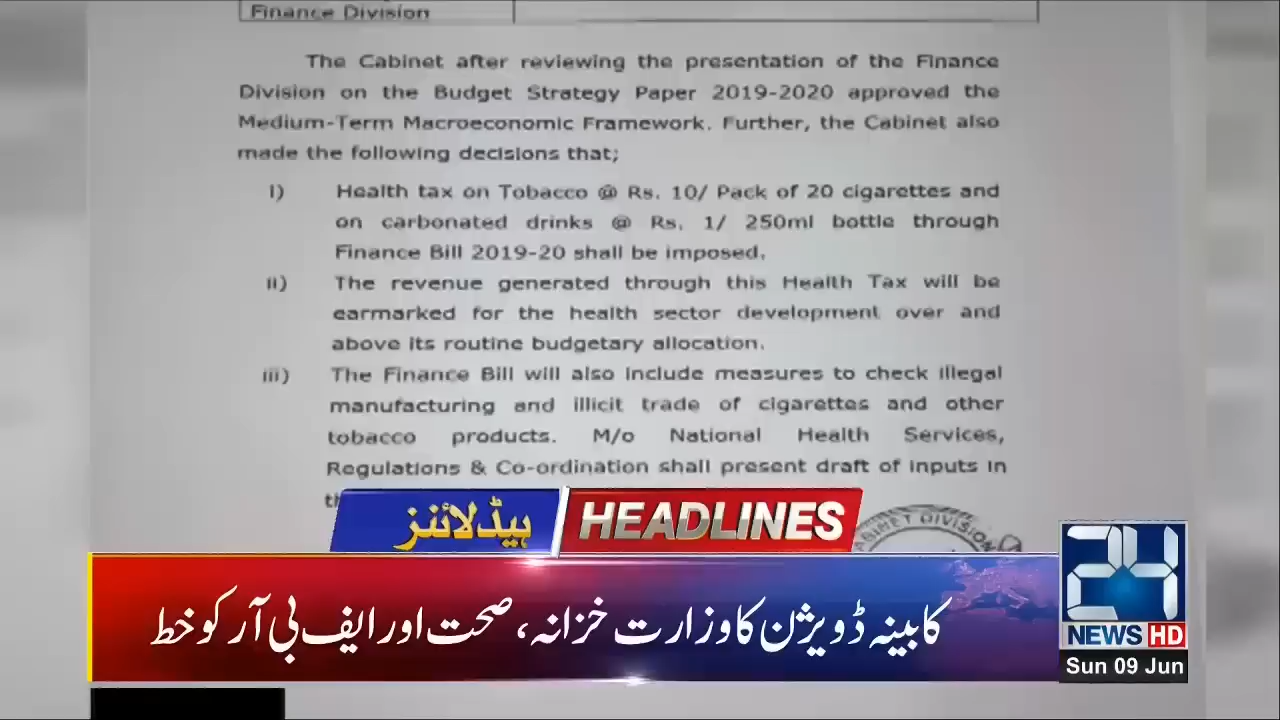 Finance Division
The Cabinet after reviewing the presentation of the Finance
Division on the Budget Strategy Paper 2019-2020 approved the
Medium-Term Macroeconomic Framework. Further, the Cabinet also
made the following decisions that;
i) Health tax on Tobacco @ Rs. 10/ Pack of 20 cigarettes and
on carbonated drinks @ Rs. 1/ 250ml bottle through
Finance Bill 2019-20 shall be imposed.
ii) The revenue generated through this Health Tax will be
earmarked for the health sector development over and
above its routine budgetary allocation.
iii) The Finance Bill will also include measures to check illegal
manufacturing and illicit trade of cigarettes and other
tobacco products. M/o National Health Services,
Regulations & Co-ordination shall present draft of inputs in
ہیڈلائنز HEADLINES
CABINET DIVISION
کابینہ ڈویژن کا وزارت خزانہ، صحت اور ایف بی آر کو خط
24
NEWS HD
Sun 09 Jun